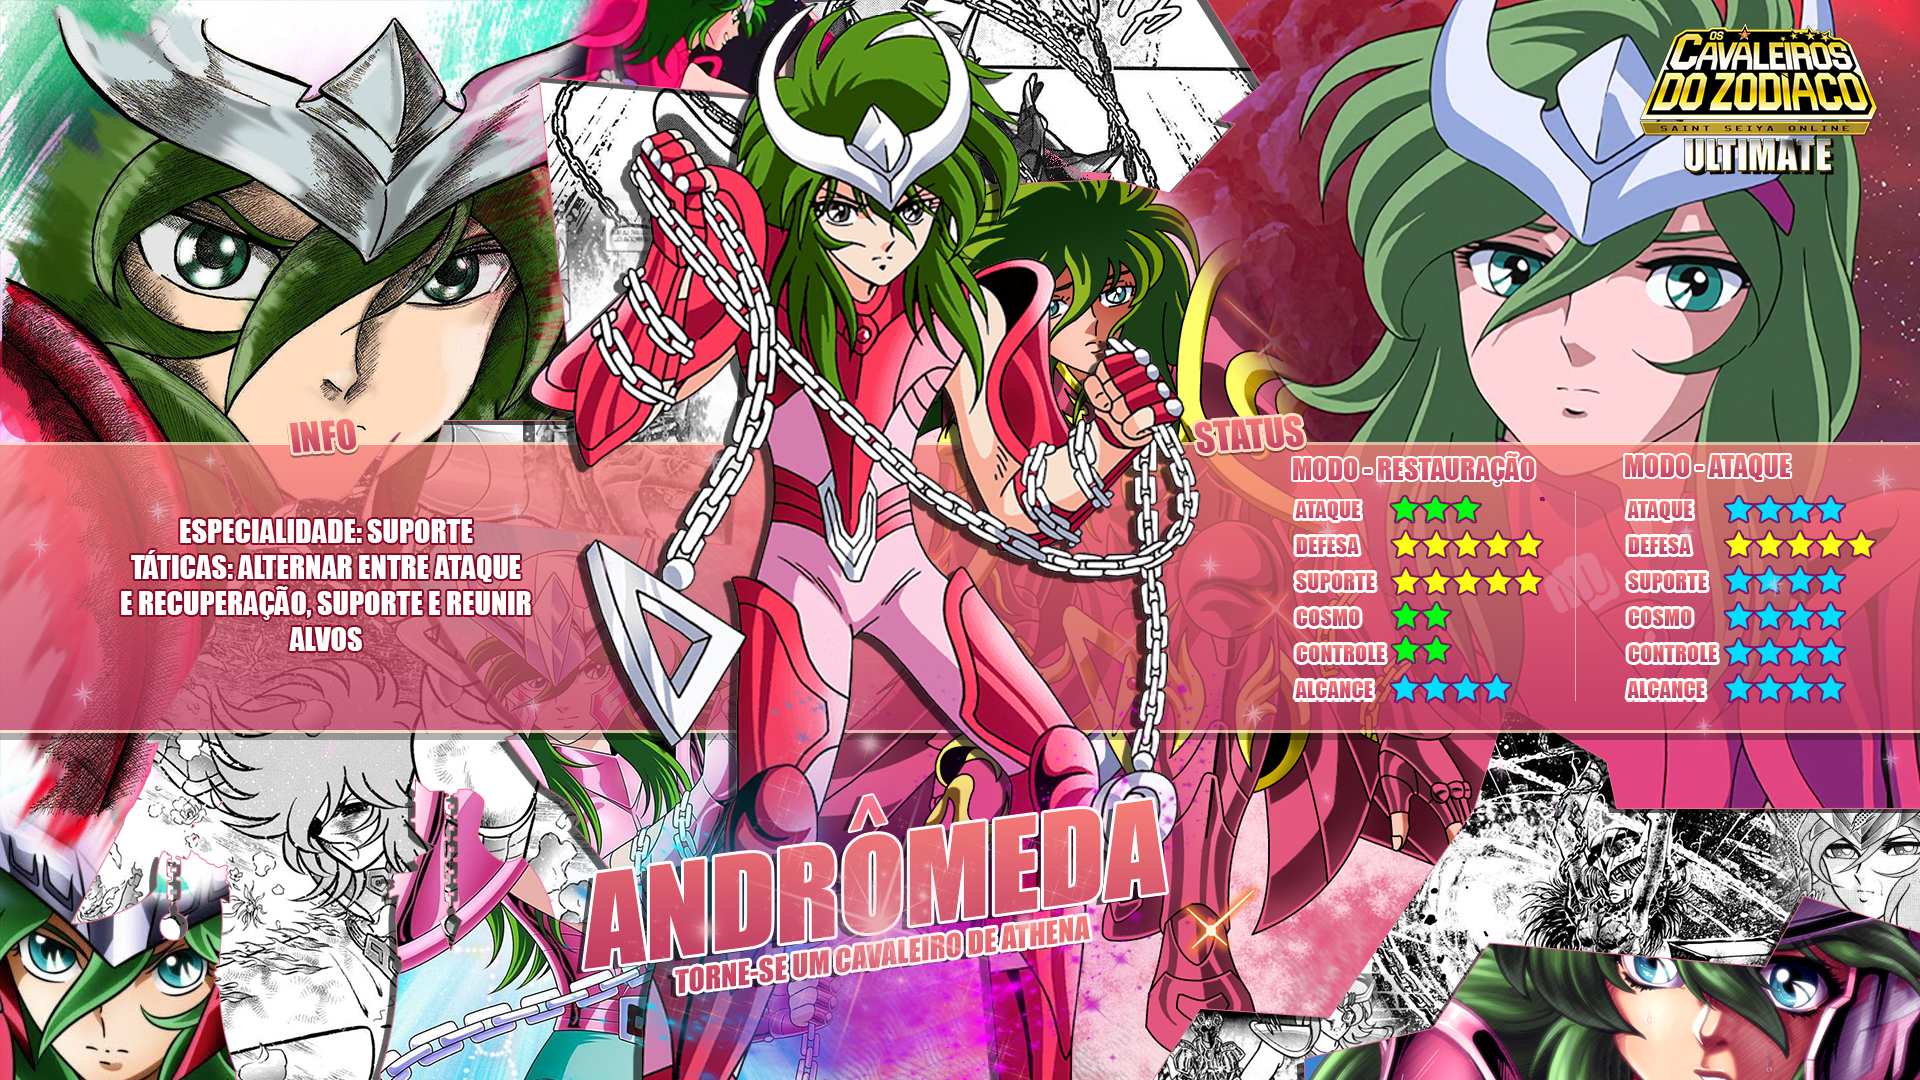 OS
CAVALEIROS
DO ZODÍACO
SAINT SEIYA ONLINE
ULTIMATE
INFO
ESPECIALIDADE: SUPORTE
TÁTICAS: ALTERNAR ENTRE ATAQUE
E RECUPERAÇÃO, SUPORTE E REUNIR
ALVOS
STATUS
MODO - RESTAURAÇÃO
ATAQUE
DEFESA
SUPORTE
COSMO
CONTROLE
ALCANCE
MODO - ATAQUE
ATAQUE
DEFESA
SUPORTE
COSMO
CONTROLE
ALCANCE
ANDRÔMEDA
TORNE-SE UM CAVALEIRO DE ATHENA